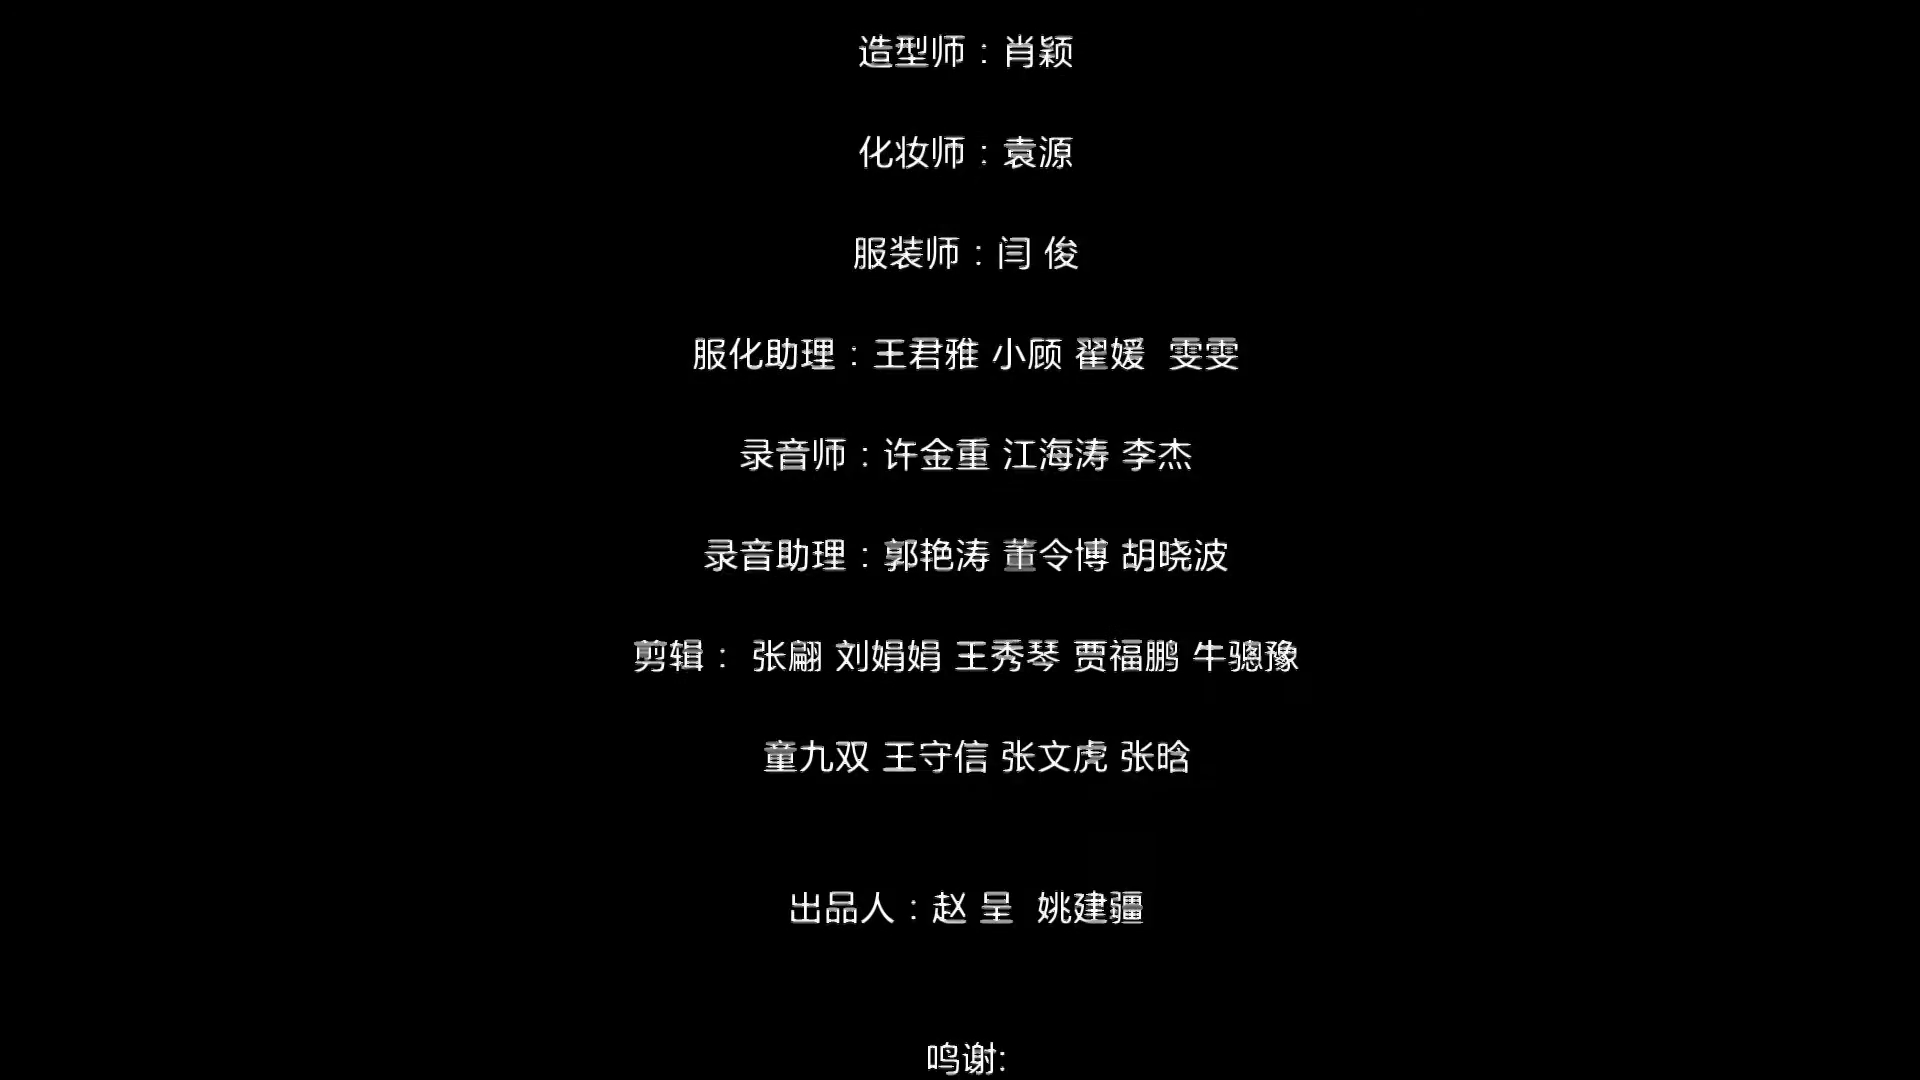 造型师：肖颖
化妆师：袁源
服装师：闫 俊
服化助理：王君雅 小顾 翟媛  雯雯
录音师：许金重 江海涛 李杰
录音助理：郭艳涛 董令博 胡晓波
剪辑： 张翩 刘娟娟 王秀琴 贾福鹏 牛骢豫
童九双 王守信 张文虎 张晗
出品人：赵 呈  姚建疆
鸣谢: